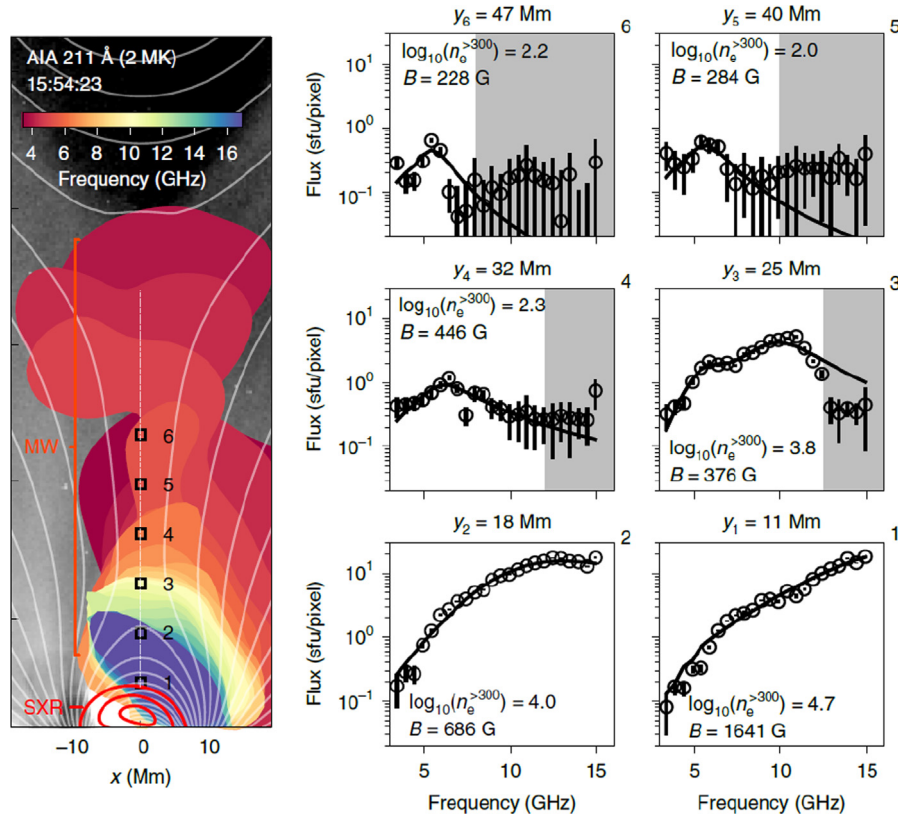 AIA 211 Å (2 MK)
15:54:23
4 6 8 10 12 14 16
Frequency (GHz)
MW
6
5
4
3
2
1
SXR
−10 0 10
x (Mm)
y₆ = 47 Mm
6
log₁₀(nₑ^>300) = 2.2
B = 228 G
10¹
10⁰
10⁻¹
Flux (sfu/pixel)
y₅ = 40 Mm
5
log₁₀(nₑ^>300) = 2.0
B = 284 G
y₄ = 32 Mm
4
log₁₀(nₑ^>300) = 2.3
B = 446 G
10¹
10⁰
10⁻¹
Flux (sfu/pixel)
y₃ = 25 Mm
3
log₁₀(nₑ^>300) = 3.8
B = 376 G
y₂ = 18 Mm
2
10¹
10⁰
10⁻¹
Flux (sfu/pixel)
log₁₀(nₑ^>300) = 4.0
B = 686 G
5 10 15
Frequency (GHz)
y₁ = 11 Mm
1
log₁₀(nₑ^>300) = 4.7
B = 1641 G
5 10 15
Frequency (GHz)